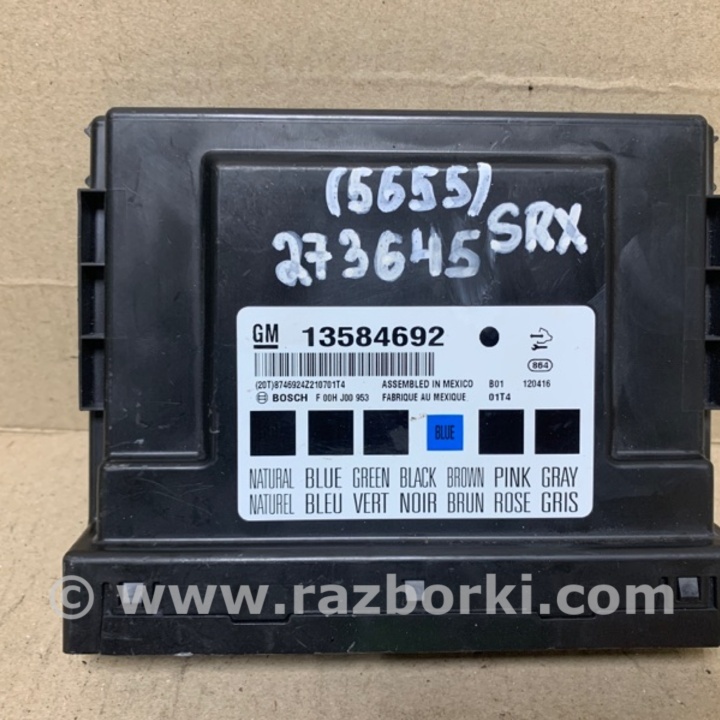 (5655)
273645 SRX
GM 13584692
864
(20T)8746924Z210701T4 ASSEMBLED IN MEXICO B01 120416
BOSCH F 00H J00 953 FABRIQUE AU MEXIQUE 01T4
BLUE
NATURAL BLUE GREEN BLACK BROWN PINK GRAY
NATUREL BLEU VERT NOIR BRUN ROSE GRIS
© www.razborki.com